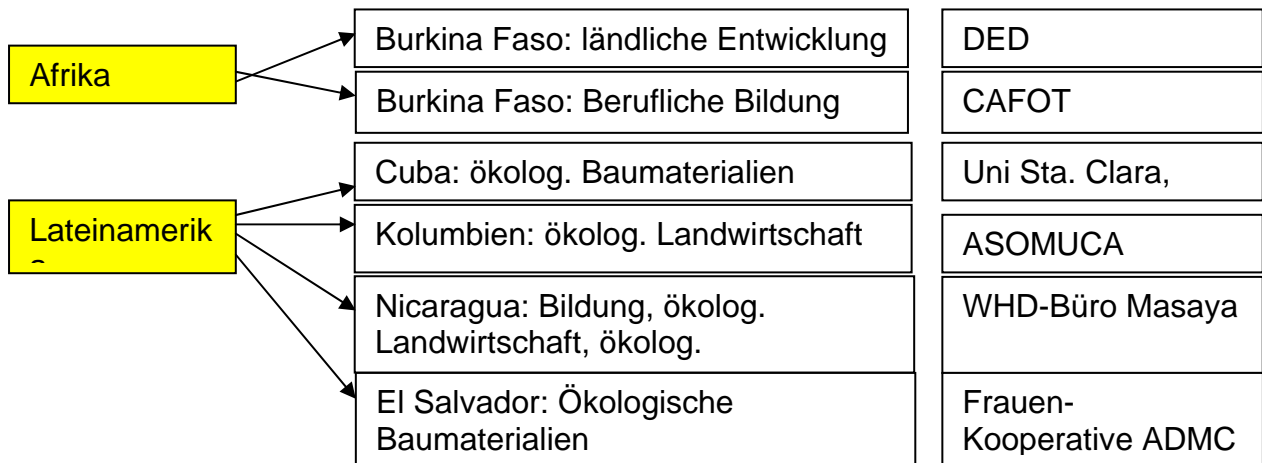 Afrika
Burkina Faso: ländliche Entwicklung
DED
Burkina Faso: Berufliche Bildung
CAFOT
Lateinamerik
Cuba: ökolog. Baumaterialien
Uni Sta. Clara,
Kolumbien: ökolog. Landwirtschaft
ASOMUCA
Nicaragua: Bildung, ökolog.
Landwirtschaft, ökolog.
WHD-Büro Masaya
El Salvador: Ökologische
Baumaterialien
Frauen-
Kooperative ADMC